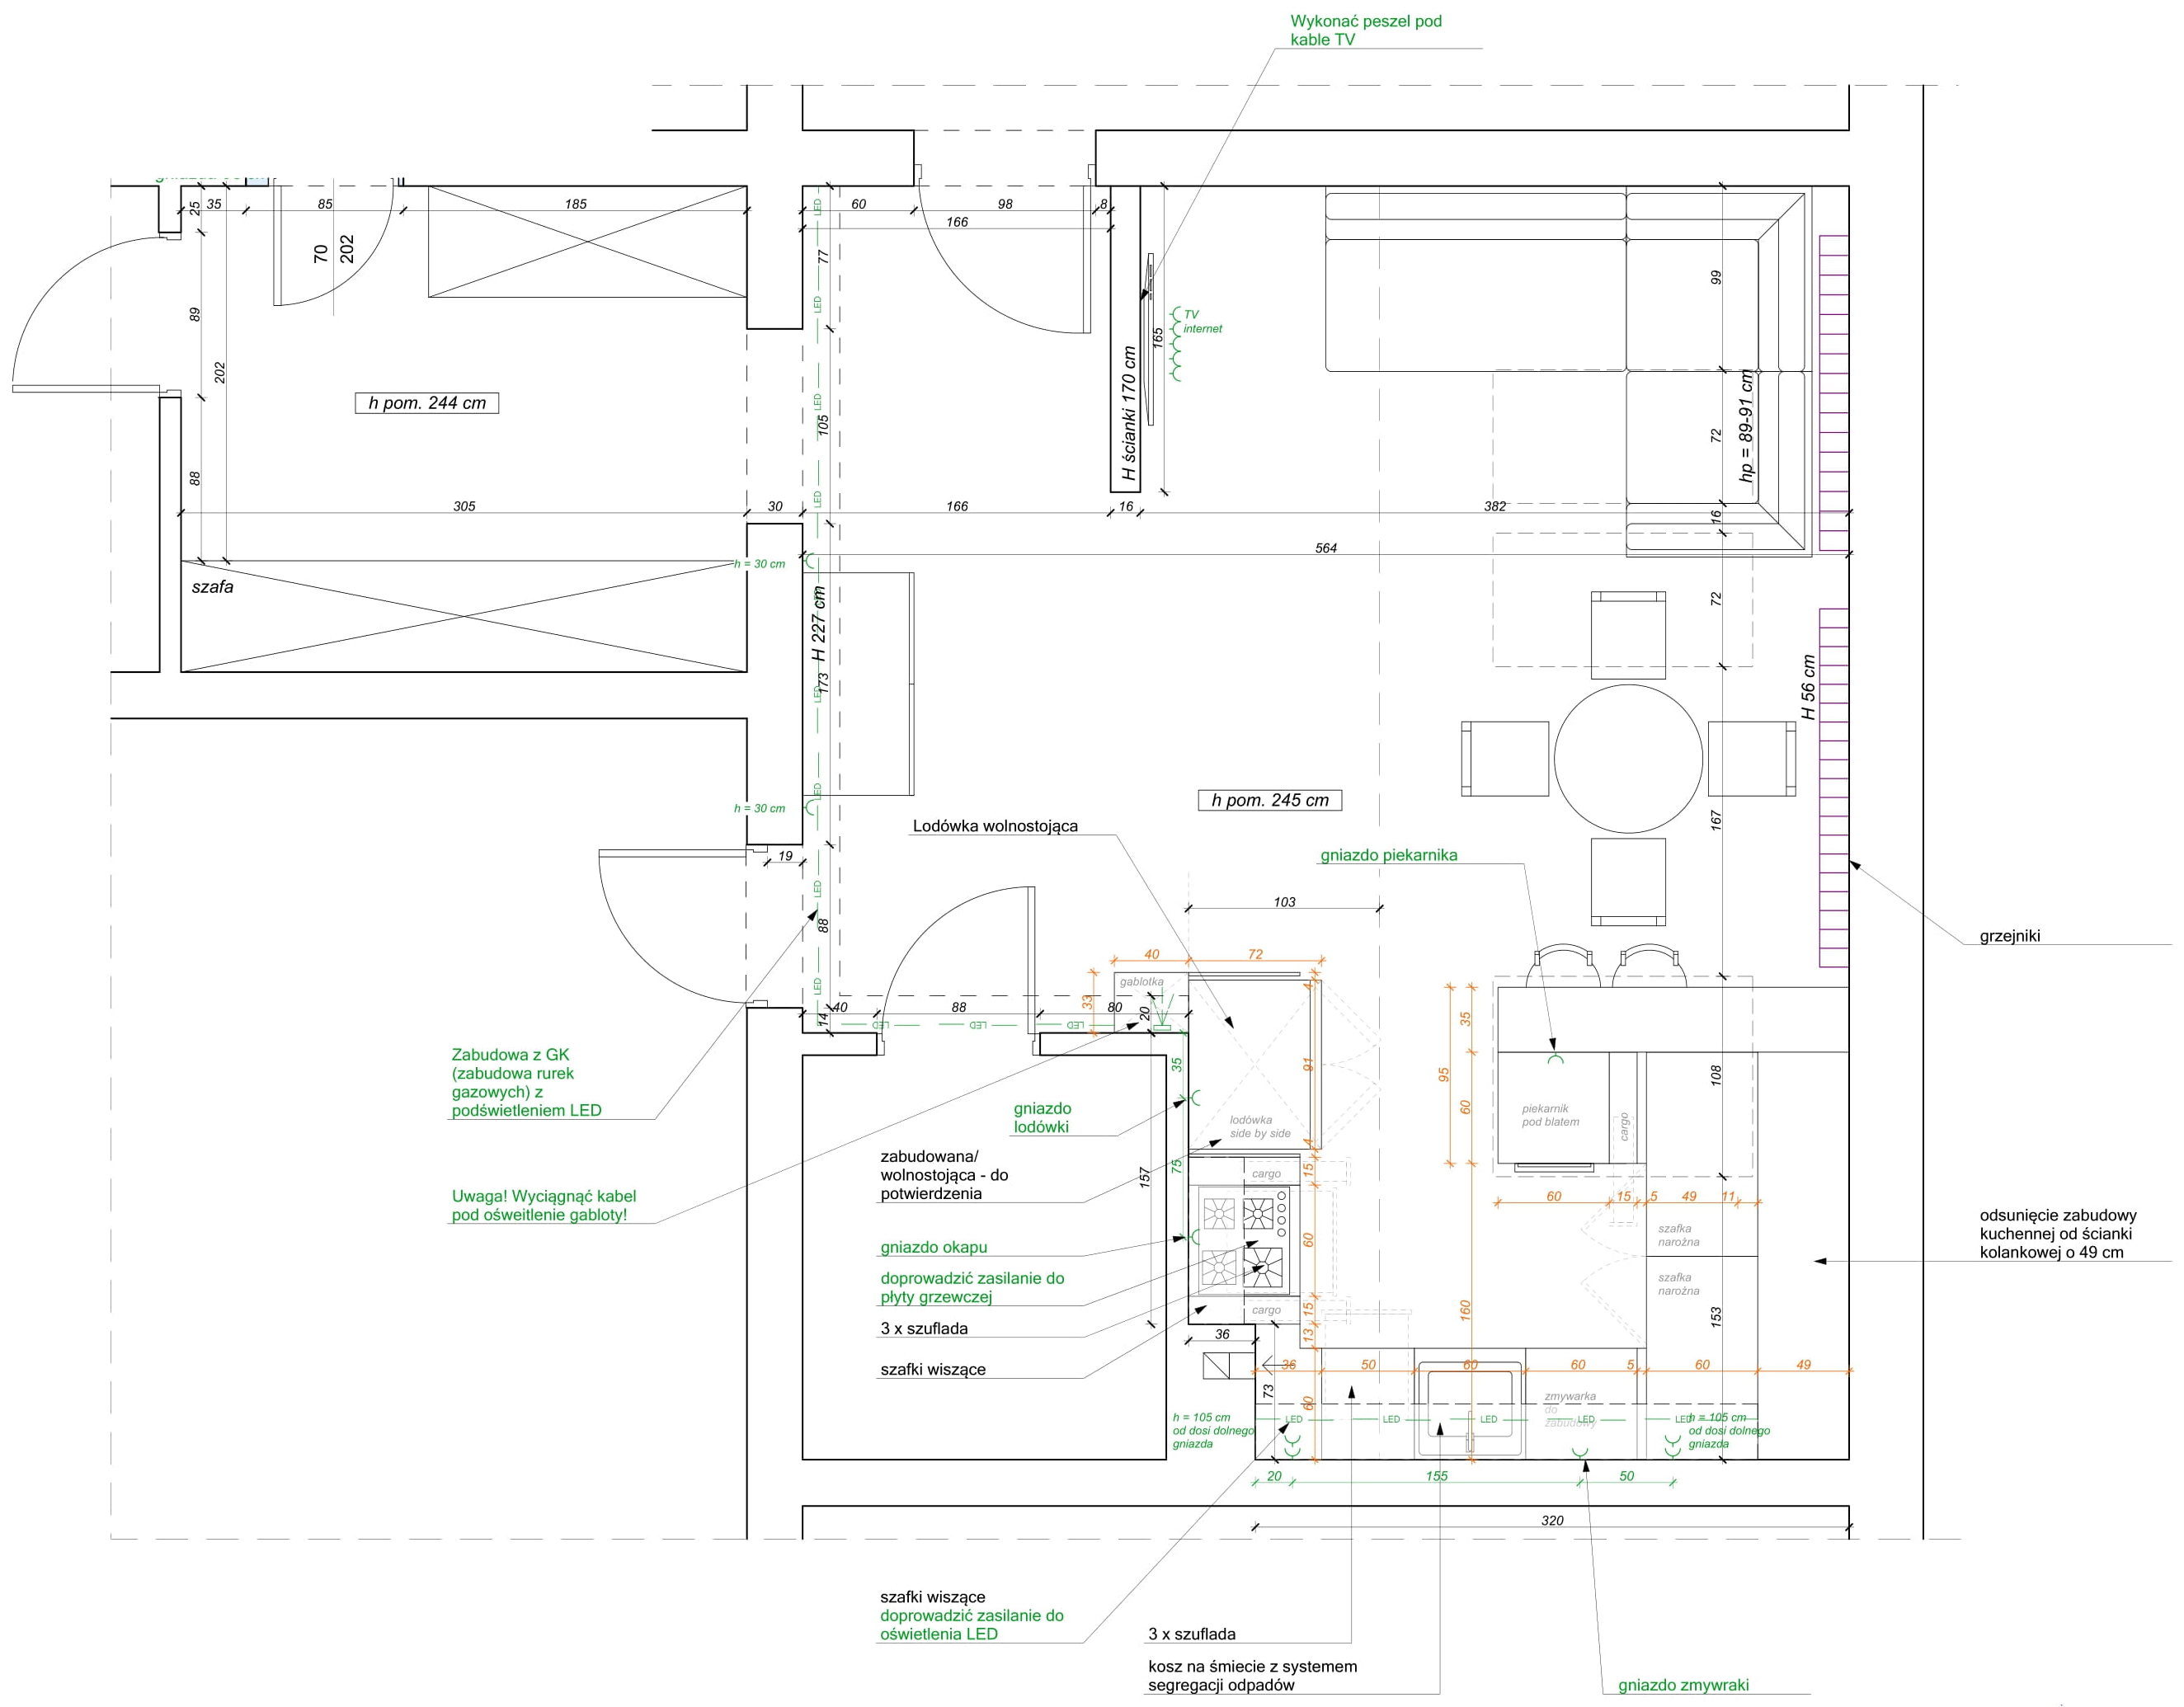 Wykonać peszel pod
kable TV
25
35
85
185
60
98
8
166
70
202
77
99
LED
LED
89
202
TV
internet
165
H ścianki 170 cm
h pom. 244 cm
LED
105
72
hp = 89-91 cm
88
LED
305
30
166
16
382
16
564
szafa
h = 30 cm
H 227 cm
72
173
LED
H 56 cm
h = 30 cm
LED
h pom. 245 cm
167
Lodówka wolnostojąca
19
gniazdo piekarnika
LED
88
103
grzejniki
40
72
gablotka
LED
33
4
40
14
88
80
20
LED
LED
LED
35
Zabudowa z GK
(zabudowa rurek
gazowych) z
podświetleniem LED
35
91
95
60
108
gniazdo
lodówki
piekarnik
pod blatem
cargo
lodówka
side by side
4
zabudowana/
wolnostojąca - do
potwierdzenia
75
157
15
cargo
Uwaga! Wyciągnąć kabel
pod ośweitlenie gabloty!
60
15
5
49
11
odsunięcie zabudowy
kuchennej od ścianki
kolankowej o 49 cm
szafka
narożna
gniazdo okapu
60
doprowadzić zasilanie do
płyty grzewczej
szafka
narożna
cargo
15
160
153
3 x szuflada
36
13
szafki wiszące
36
50
60
60
5
60
49
73
60
zmywarka
do
zabudowy
h = 105 cm
od dosi dolnego
gniazda
LED
LED
LED
LED
LED
h = 105 cm
od dosi dolnego
gniazda
20
155
50
320
szafki wiszące
doprowadzić zasilanie do
oświetlenia LED
3 x szuflada
kosz na śmiecie z systemem
segregacji odpadów
gniazdo zmywraki